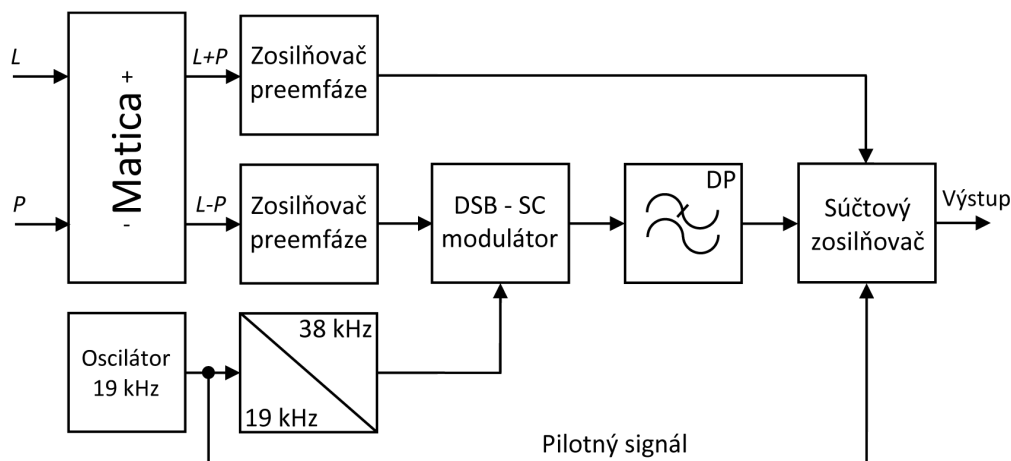 L
L+P
Zosilňovač
preemfáze
Matica
+
-
P
L-P
Zosilňovač
preemfáze
DSB - SC
modulátor
DP
Súčtový
zosilňovač
Výstup
Oscilátor
19 kHz
38 kHz
19 kHz
Pilotný signál